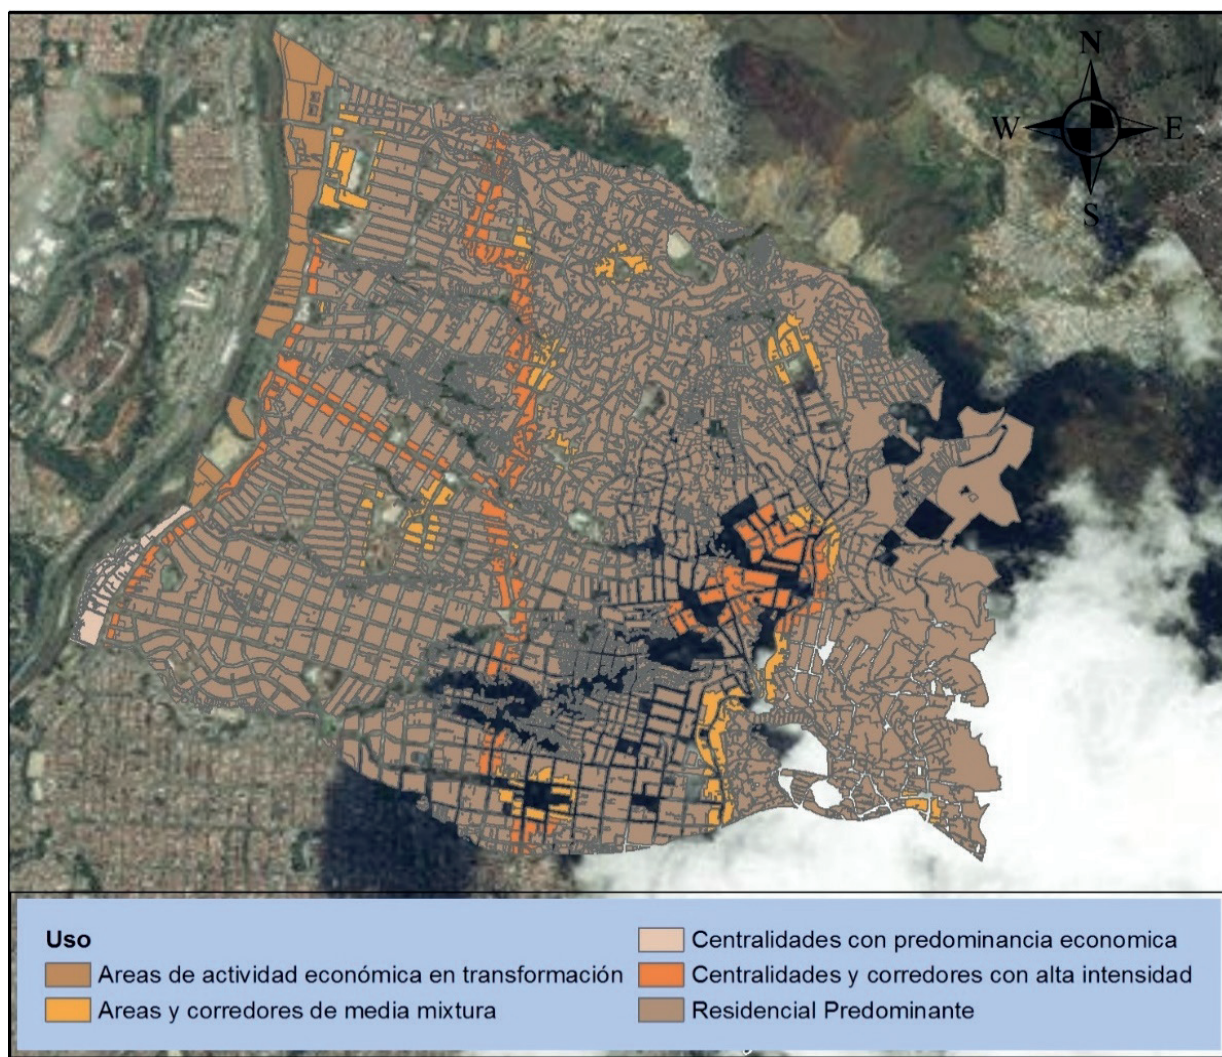 N
W E
S
Uso
Areas de actividad económica en transformación
Areas y corredores de media mixtura
Centralidades con predominancia economica
Centralidades y corredores con alta intensidad
Residencial Predominante